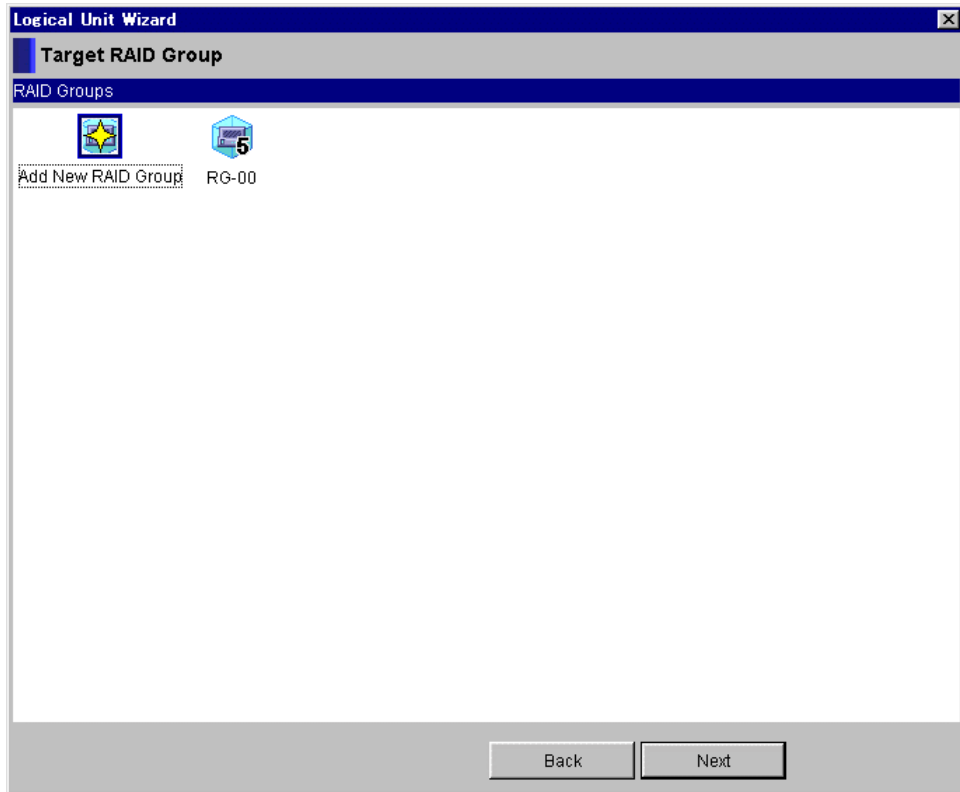 Logical Unit Wizard
Target RAID Group
RAID Groups
5
Add New RAID Group RG-00
Back Next